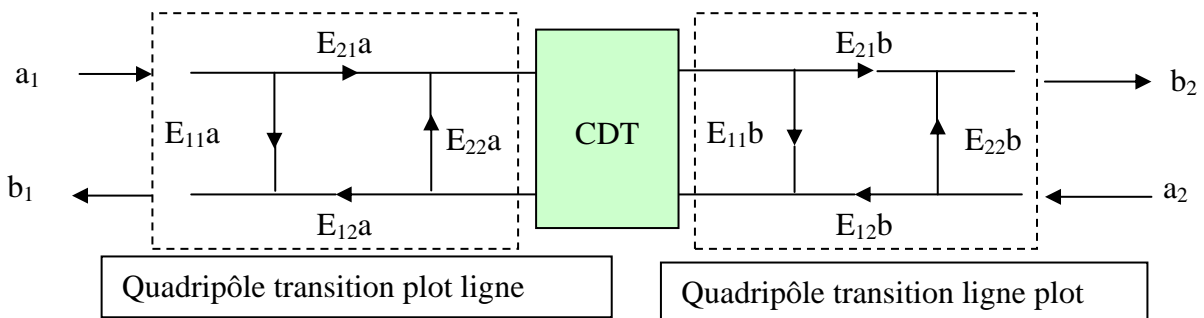 E₂₁a
E₂₁b
a₁
b₂
E₁₁a
E₂₂a
CDT
E₁₁b
E₂₂b
b₁
a₂
E₁₂a
E₁₂b
Quadripôle transition plot ligne
Quadripôle transition ligne plot